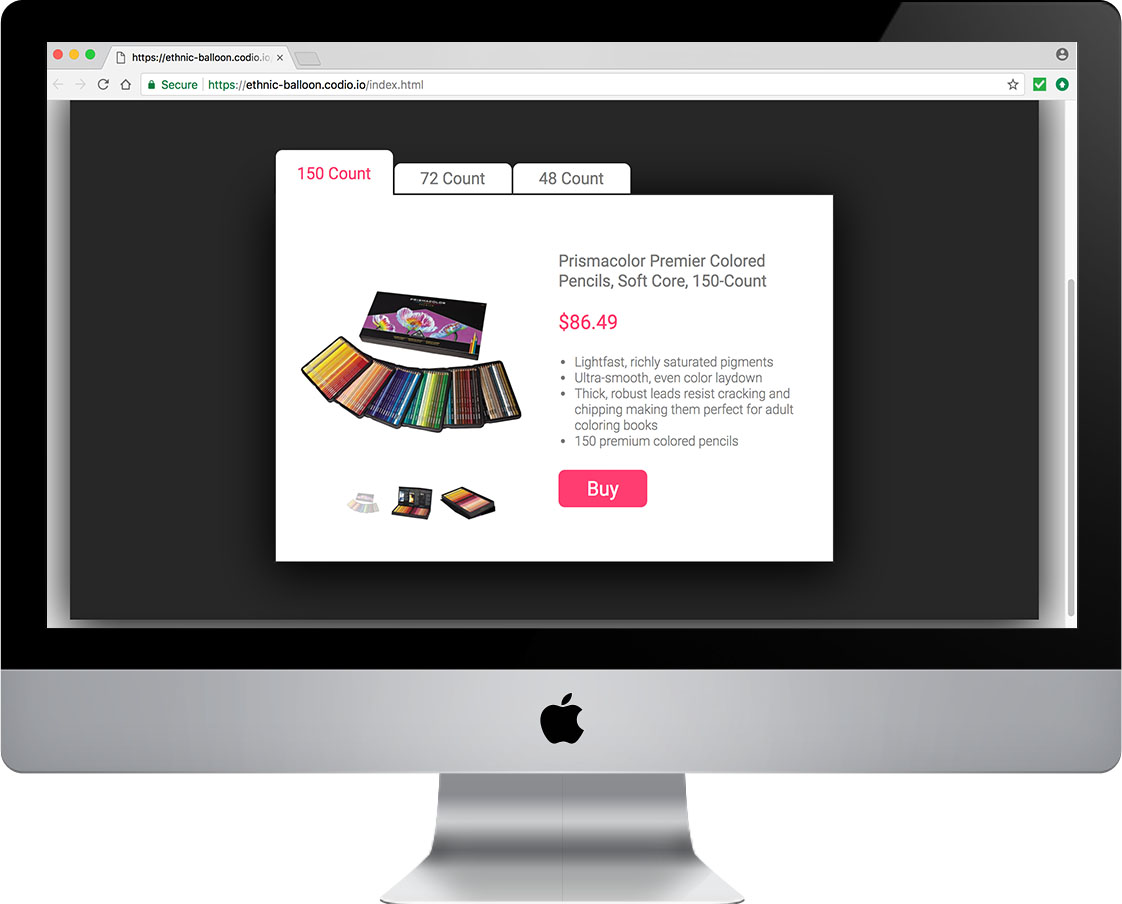 https://ethnic-balloon.codio.io
Secure https://ethnic-balloon.codio.io/index.html
150 Count 72 Count 48 Count
Prismacolor Premier Colored
Pencils, Soft Core, 150-Count
PRISMACOLOR
$86.49
Lightfast, richly saturated pigments
Ultra-smooth, even color laydown
Thick, robust leads resist cracking and
chipping making them perfect for adult
coloring books
150 premium colored pencils
Buy